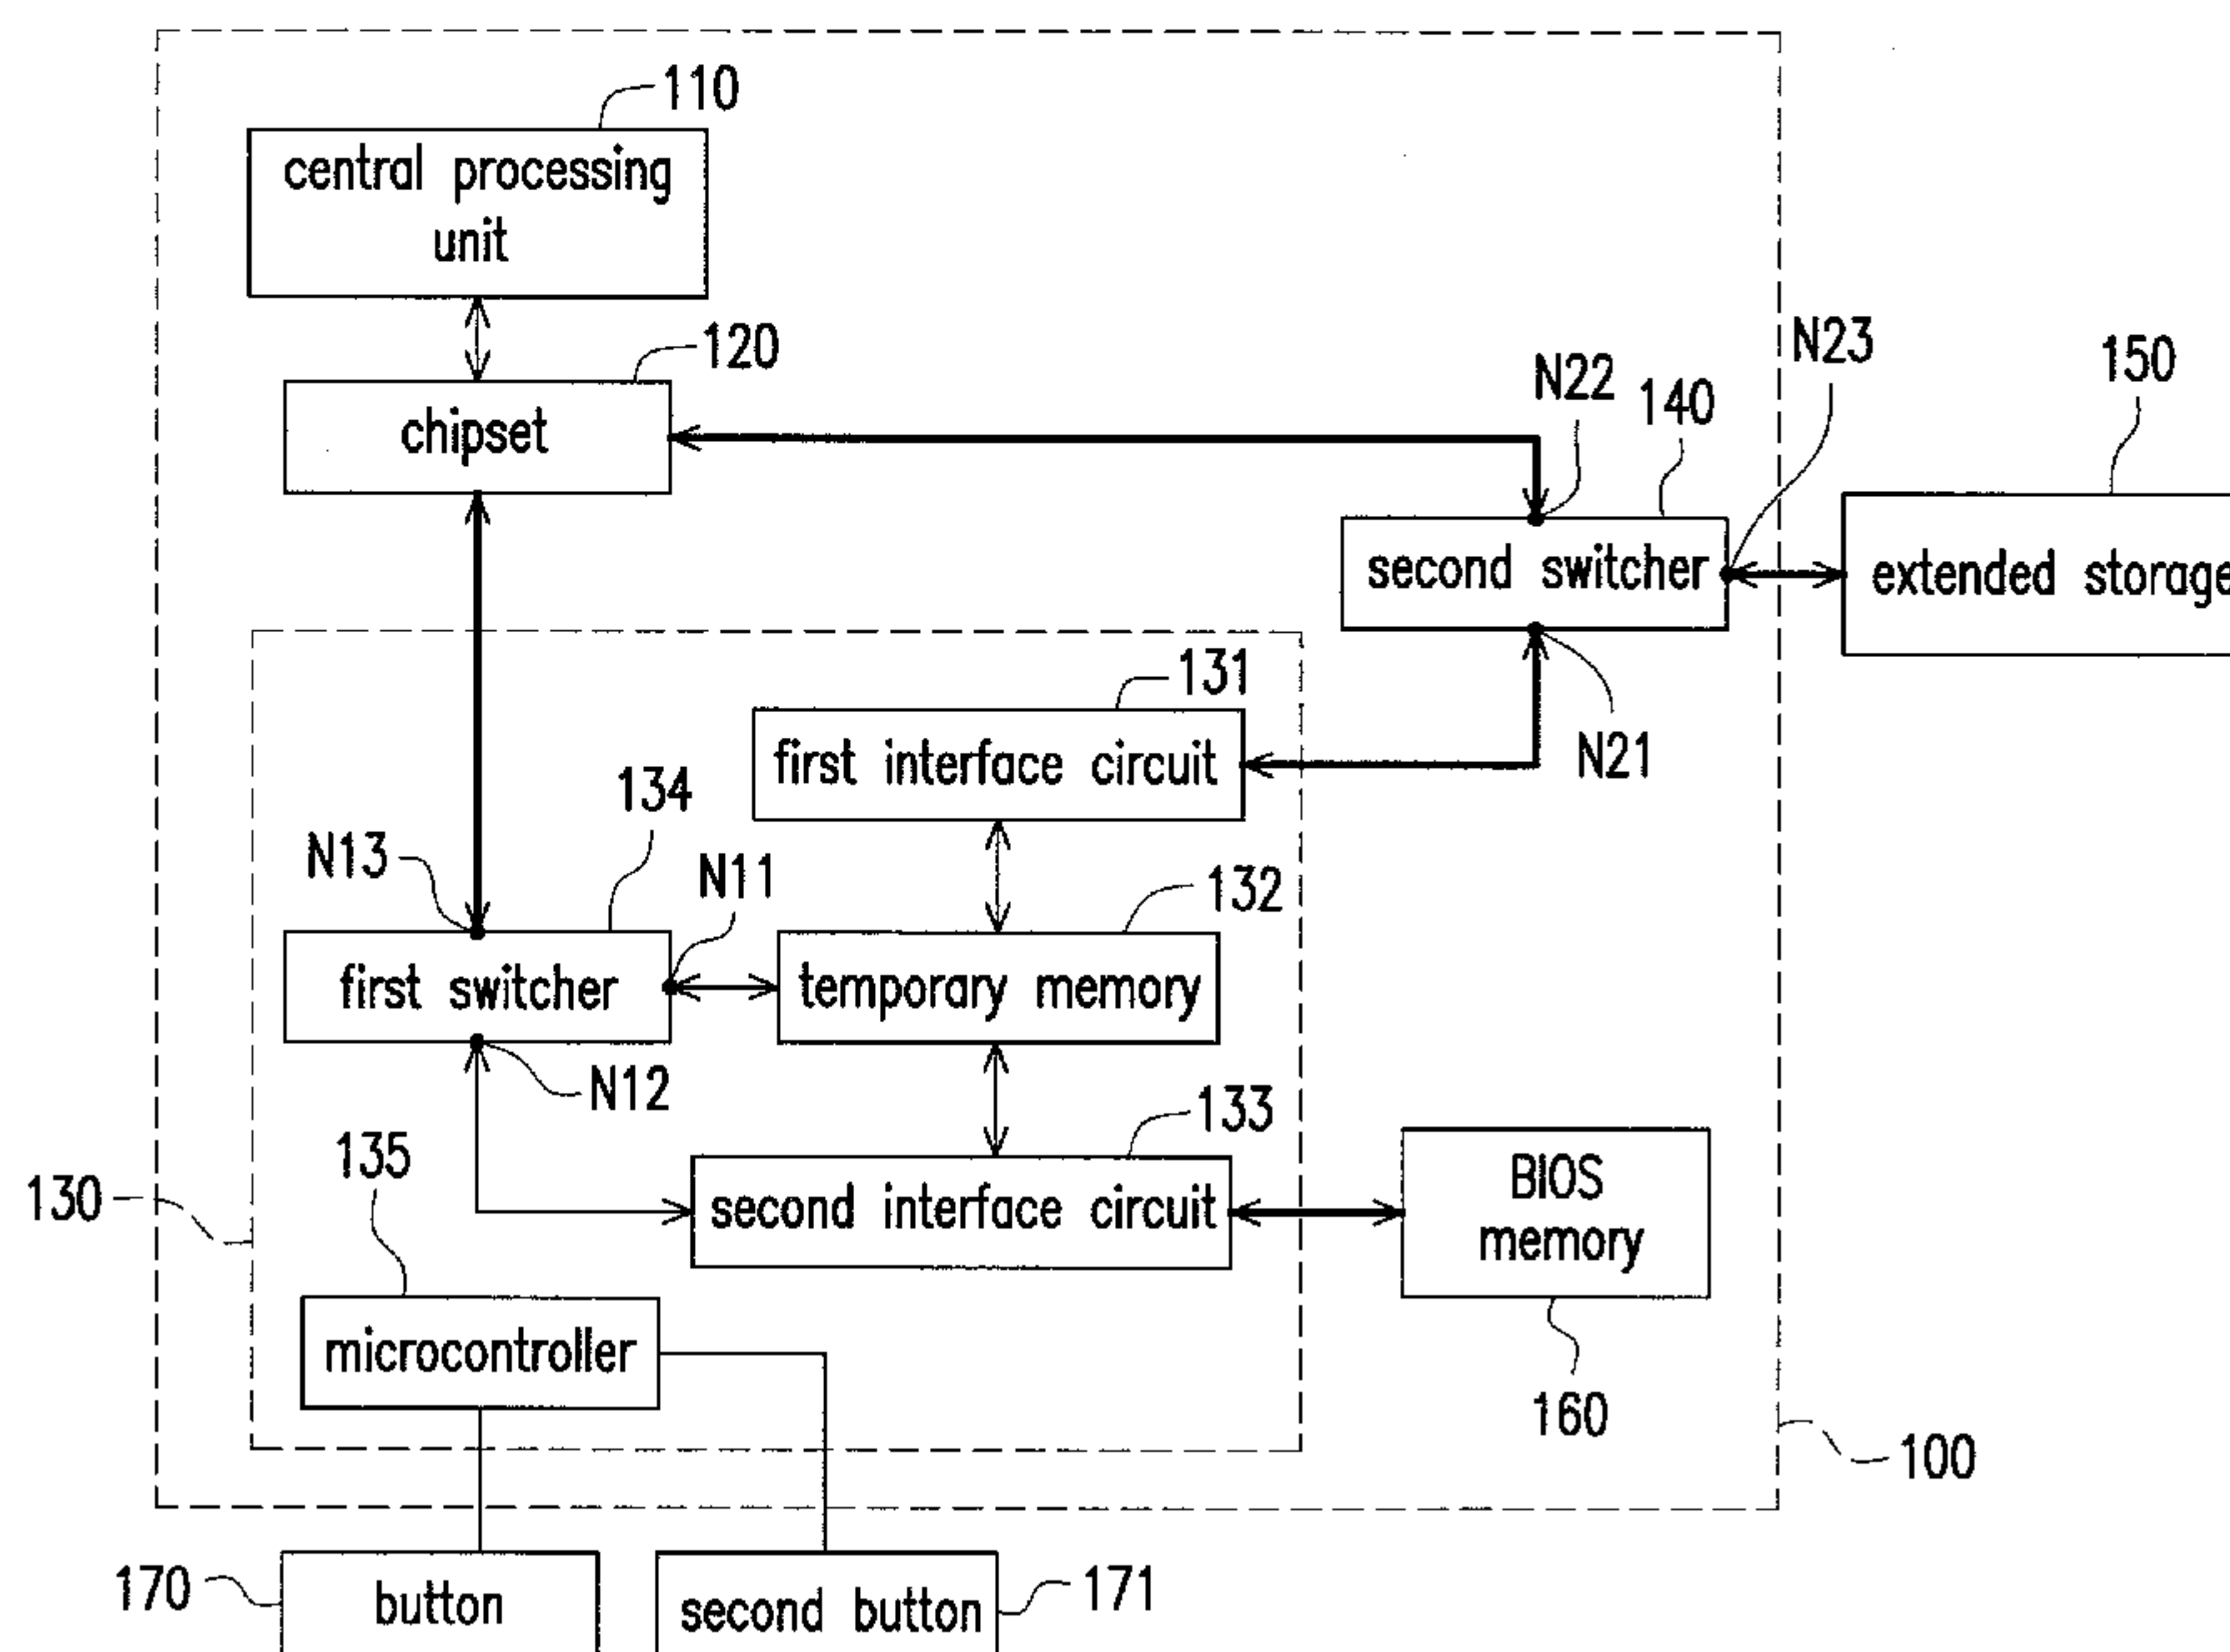 110
central processing
unit
120
chipset
N22
140
N23
150
second switcher
extended storage
131
first interface circuit
N21
134
N13
N11
132
first switcher
temporary memory
N12
133
135
130
second interface circuit
BIOS
memory
microcontroller
160
100
170
button
second button
171